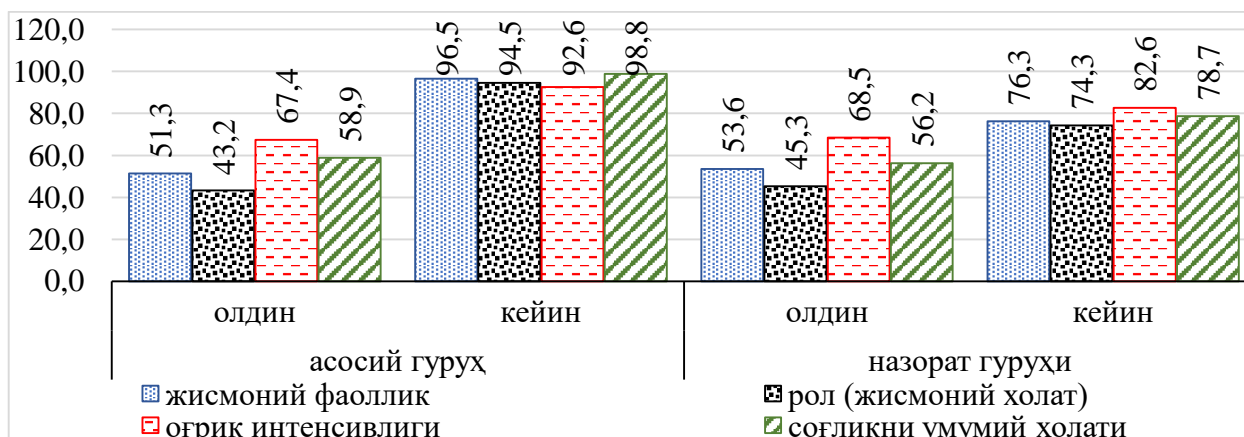 120,0
100,0
80,0
60,0
40,0
20,0
0,0
51,3
43,2
67,4
58,9
96,5
94,5
92,6
98,8
53,6
45,3
68,5
56,2
76,3
74,3
82,6
78,7
олдин
кейин
олдин
кейин
асосий гуруҳ
назорат гуруҳи
жисмоний фаоллик
рол (жисмоний холат)
оғрик интенсивлиги
соғликни умумий холати